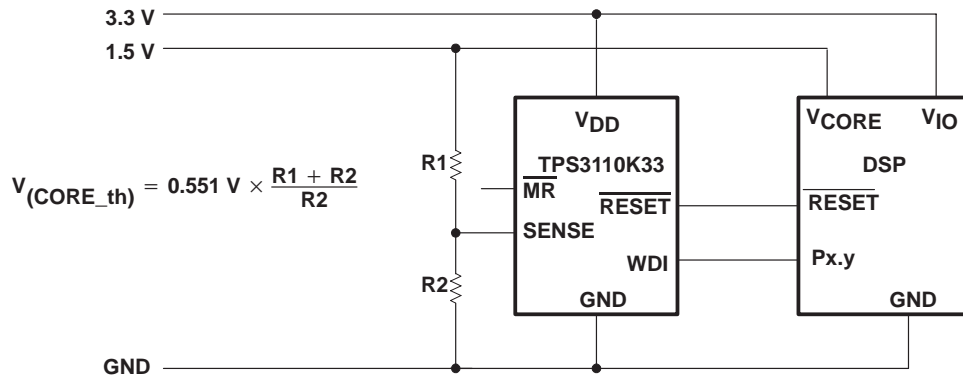 3.3 V
1.5 V
VDD
VCORE
VIO
R1
TPS3110K33
DSP
V(CORE_th) = 0.551 V × (R1 + R2) / R2
MR
RESET
RESET
SENSE
WDI
Px.y
R2
GND
GND
GND